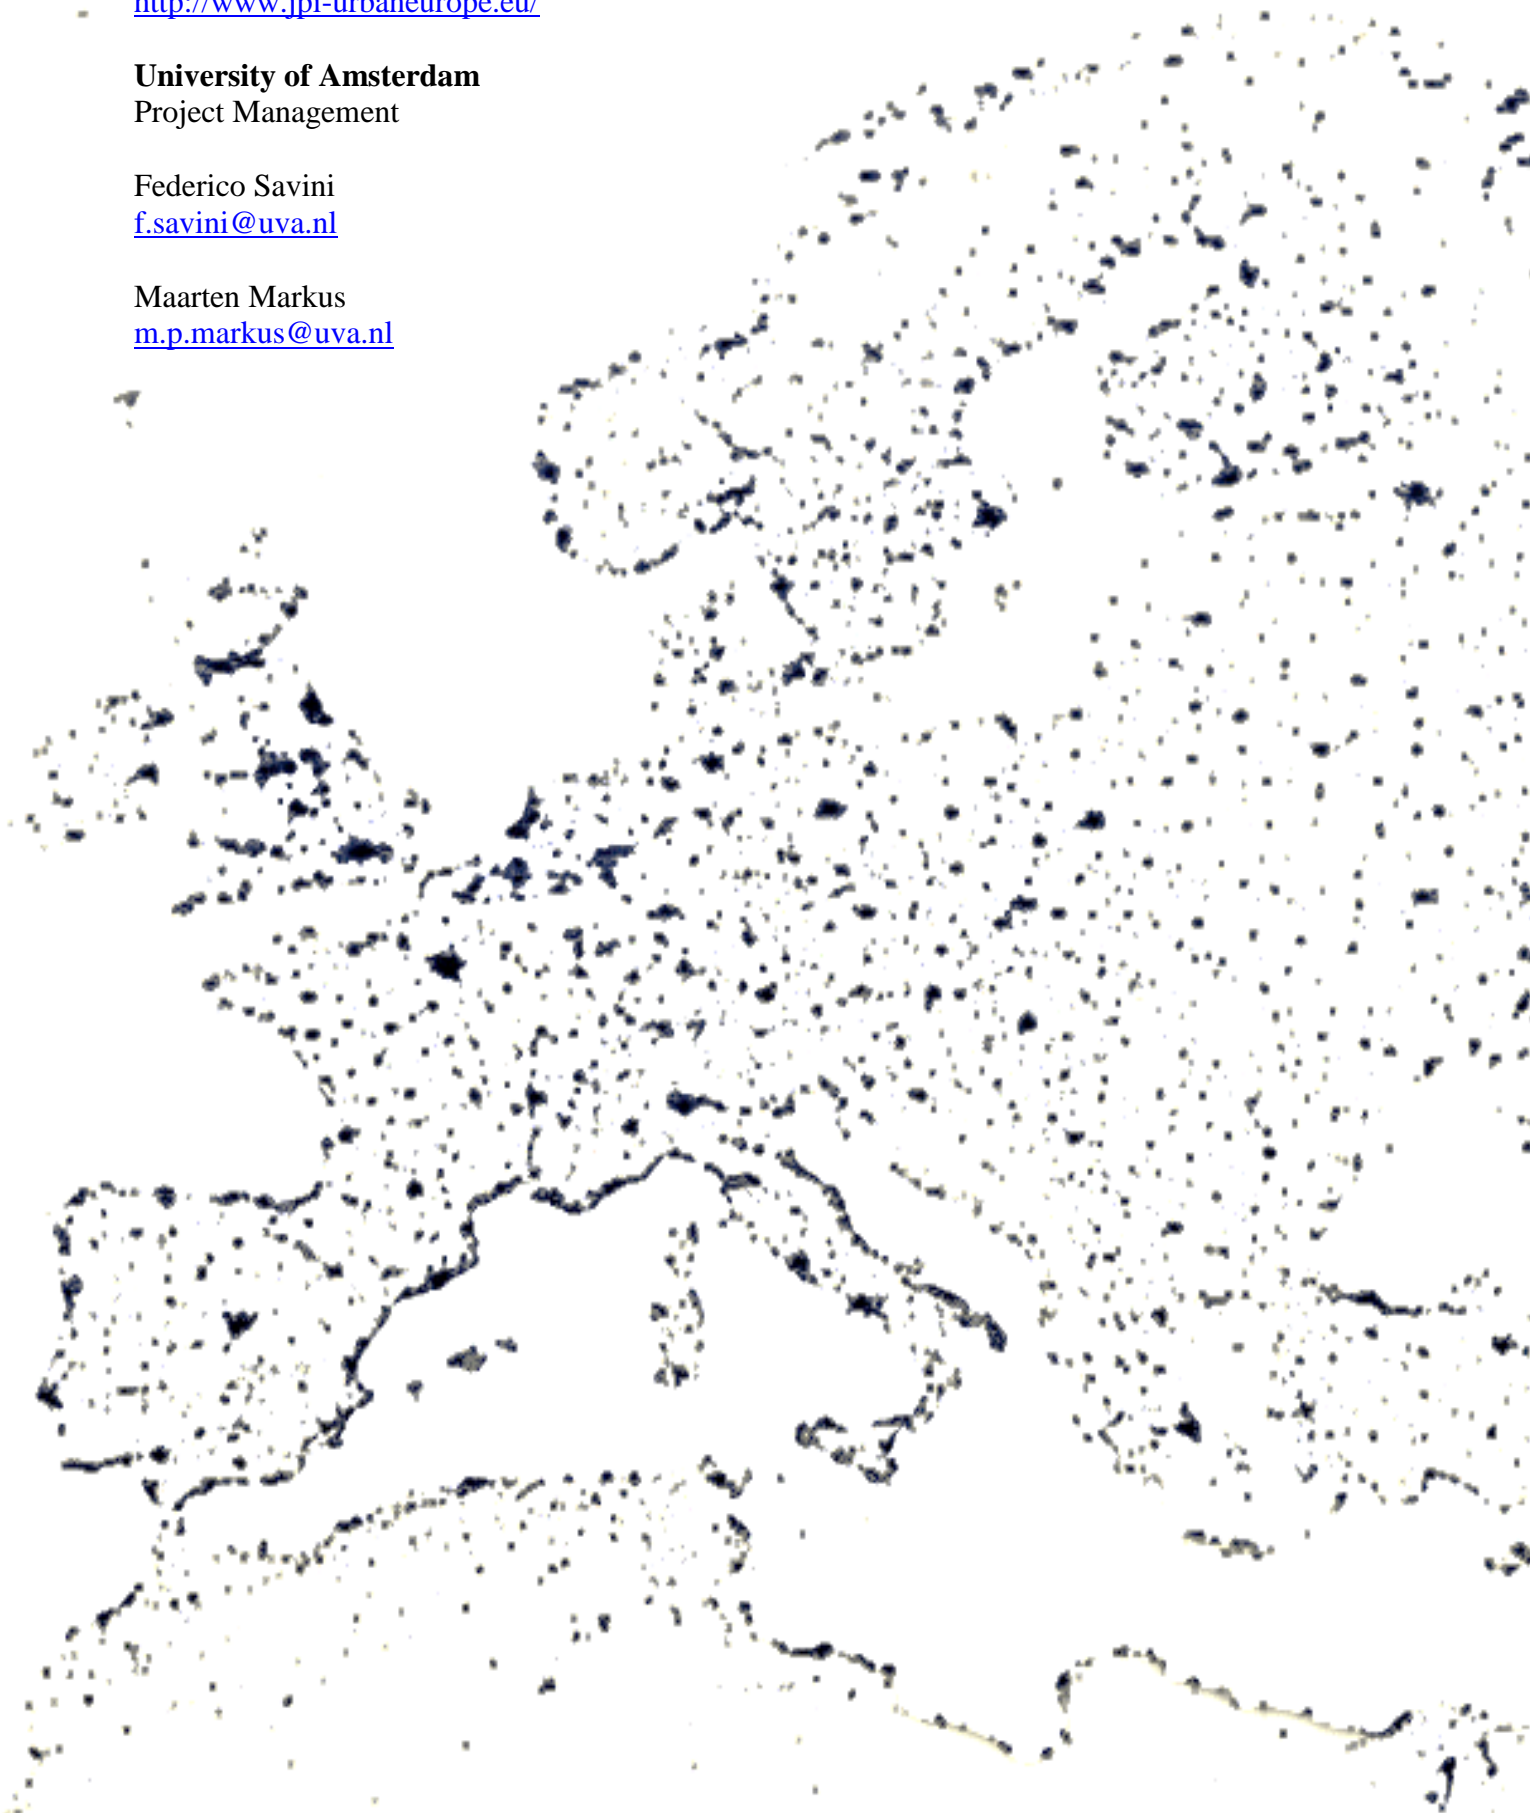 http://www.jpi-urbaneurope.eu/
University of Amsterdam
Project Management
Federico Savini
f.savini@uva.nl
Maarten Markus
m.p.markus@uva.nl